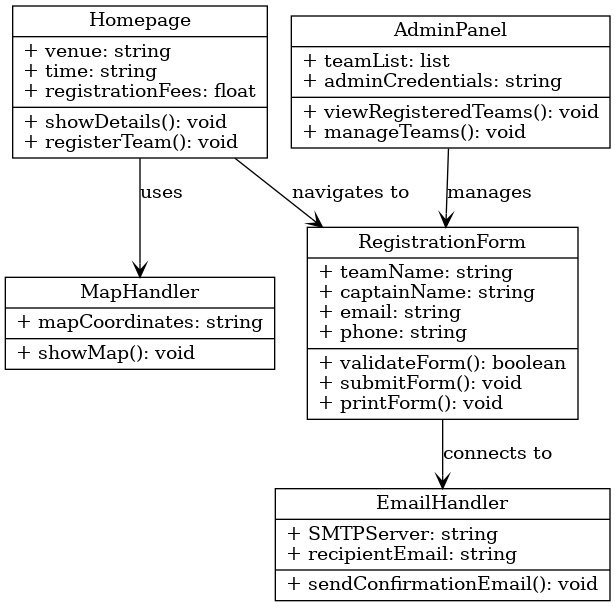 Homepage
+ venue: string
+ time: string
+ registrationFees: float
+ showDetails(): void
+ registerTeam(): void
AdminPanel
+ teamList: list
+ adminCredentials: string
+ viewRegisteredTeams(): void
+ manageTeams(): void
uses
navigates to
manages
MapHandler
+ mapCoordinates: string
+ showMap(): void
RegistrationForm
+ teamName: string
+ captainName: string
+ email: string
+ phone: string
+ validateForm(): boolean
+ submitForm(): void
+ printForm(): void
connects to
EmailHandler
+ SMTPServer: string
+ recipientEmail: string
+ sendConfirmationEmail(): void